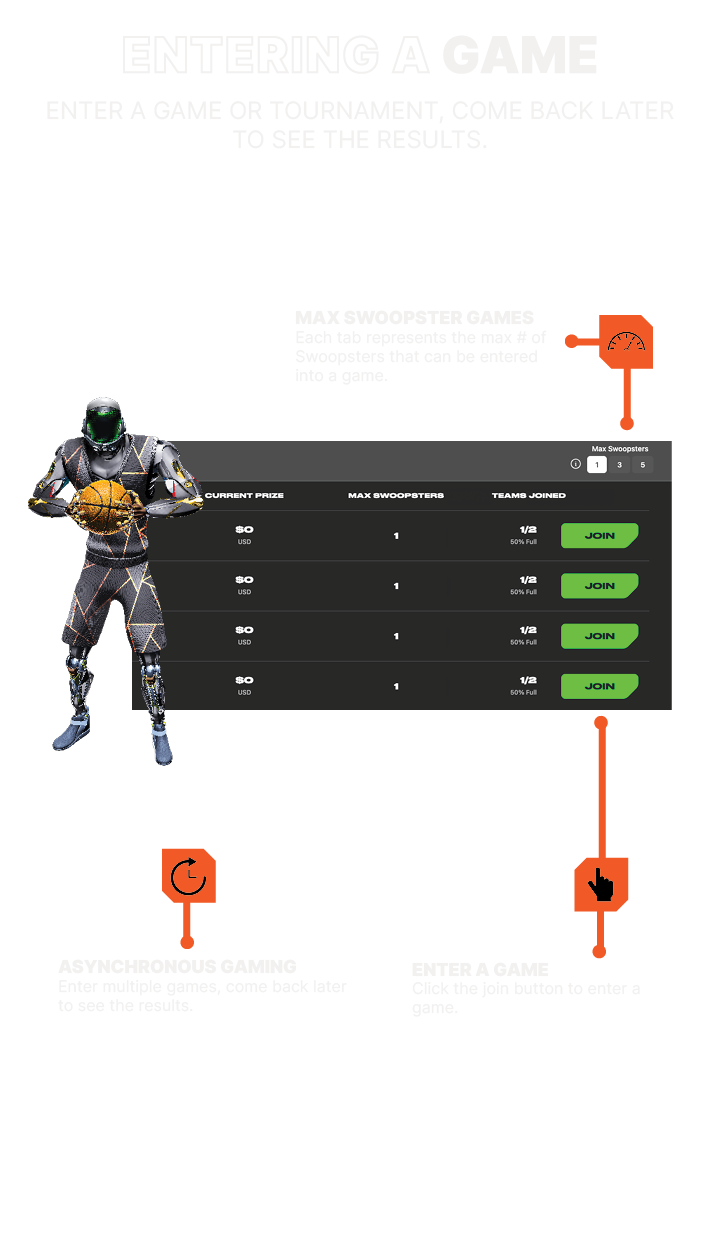 ENTERING A GAME
ENTER A GAME OR TOURNAMENT, COME BACK LATER
TO SEE THE RESULTS.
MAX SWOOPSTER GAMES
Each tab represents the max # of
Swoopsters that can be entered
into a game.
Max Swoopsters
1 3 5
CURRENT PRIZE MAX SWOOPSTERS TEAMS JOINED
$0 1 1/2 JOIN
USD 50% Full
$0 1 1/2 JOIN
USD 50% Full
$0 1 1/2 JOIN
USD 50% Full
$0 1 1/2 JOIN
USD 50% Full
ASYNCHRONOUS GAMING
Enter multiple games, come back later
to see the results.
ENTER A GAME
Click the join button to enter a
game.